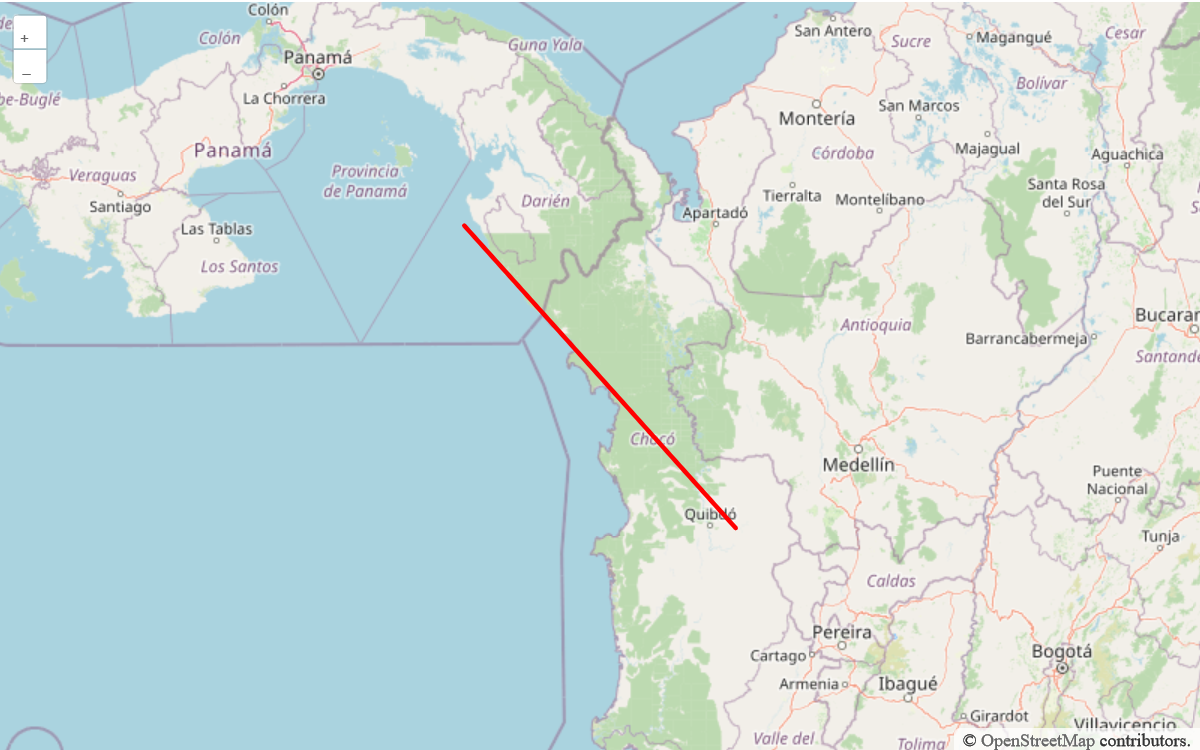 Colón
San Antero
Magangué
Cesar
Sucre
Colón
Guna Yala
+
Panamá
–
Bolívar
be-Buglé
La Chorrera
San Marcos
Montería
Majagual
Panamá
Córdoba
Aguachica
Provincia
de Panamá
Veraguas
Santa Rosa
del Sur
Tierralta
Montelíbano
Santiago
Darién
Apartadó
Las Tablas
Los Santos
Bucarar
Antioquia
Barrancabermeja
Santande
Chocó
Medellín
Puente
Nacional
Quibdó
Tunja
Caldas
Pereira
Cartago
Bogotá
Armenia
Ibagué
Girardot
Villavicencio
Valle del
Tolima
© OpenStreetMap contributors.